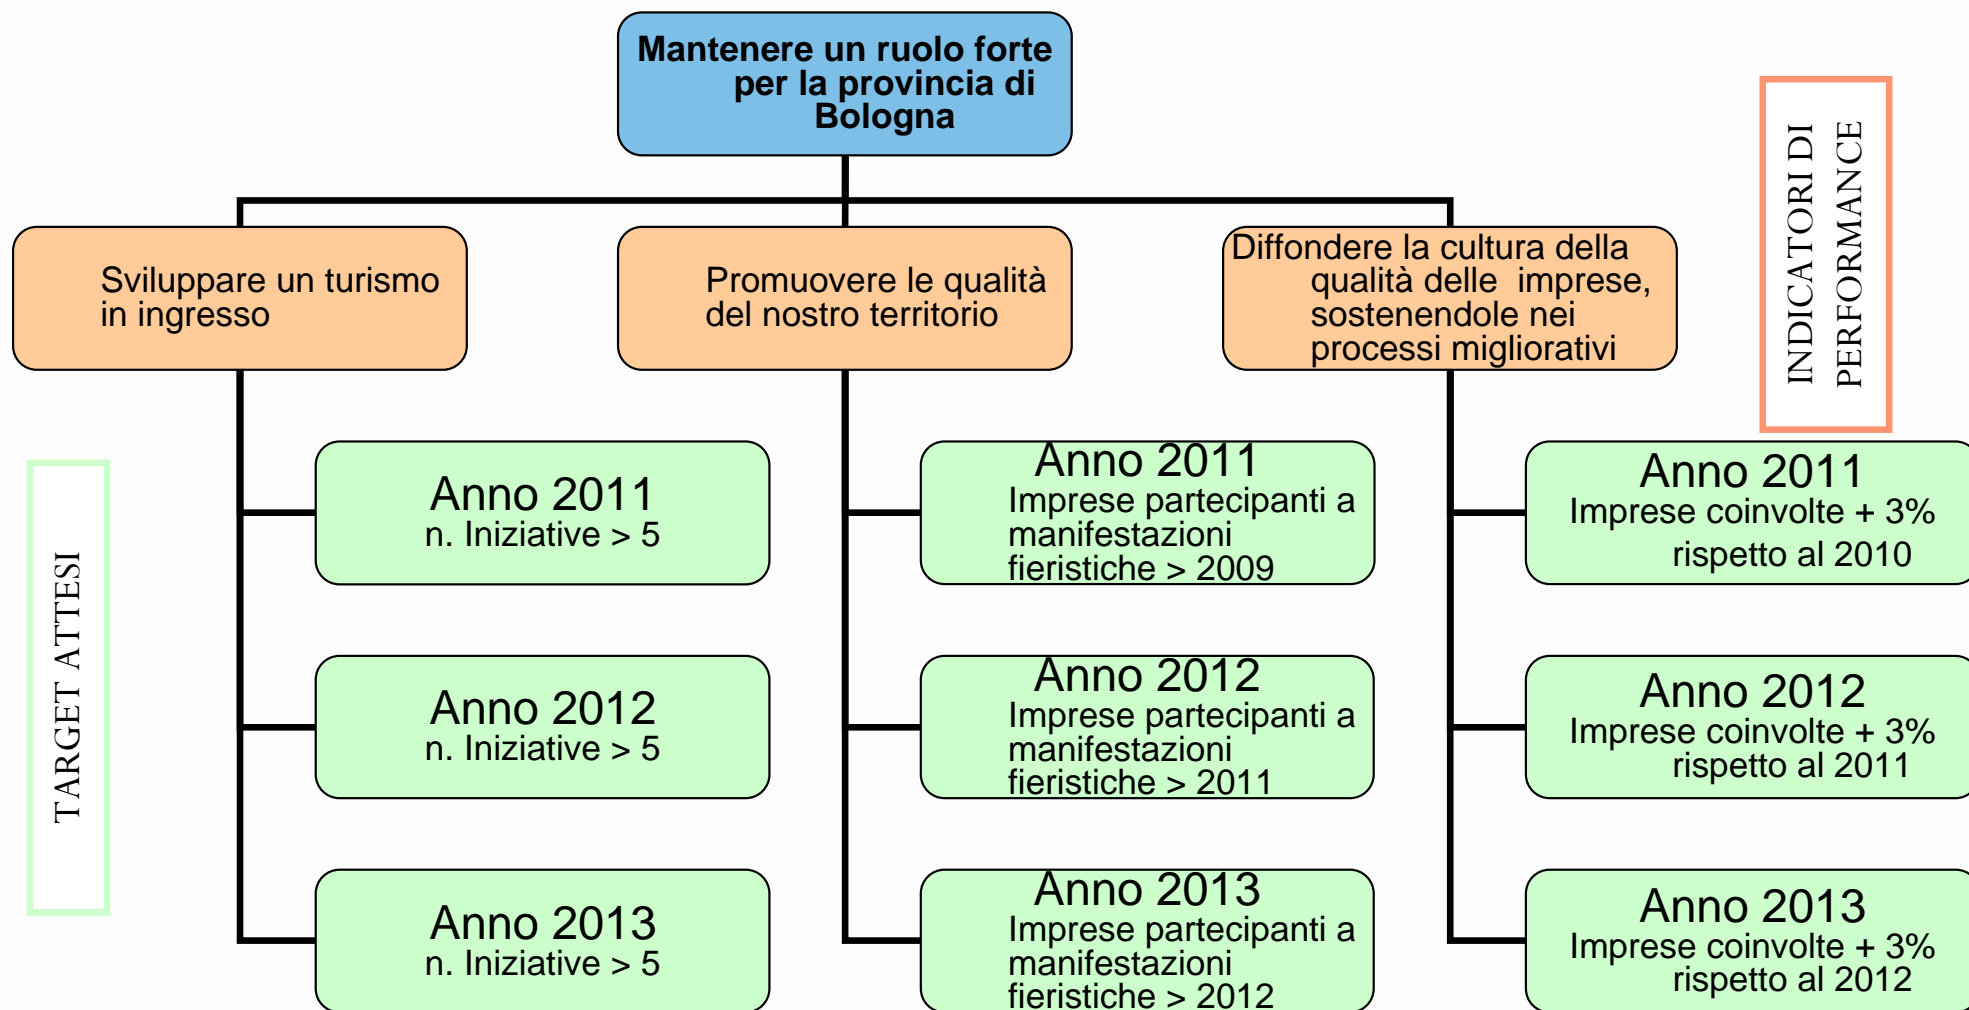 Mantenere un ruolo forte
per la provincia di
Bologna
INDICATORI DI
PERFORMANCE
Sviluppare un turismo
in ingresso
Promuovere le qualità
del nostro territorio
Diffondere la cultura della
qualità delle  imprese,
sostenendole nei
processi migliorativi
TARGET ATTESI
Anno 2011
n. Iniziative > 5
Anno 2011
Imprese partecipanti a
manifestazioni
fieristiche > 2009
Anno 2011
Imprese coinvolte + 3%
rispetto al 2010
Anno 2012
n. Iniziative > 5
Anno 2012
Imprese partecipanti a
manifestazioni
fieristiche > 2011
Anno 2012
Imprese coinvolte + 3%
rispetto al 2011
Anno 2013
n. Iniziative > 5
Anno 2013
Imprese partecipanti a
manifestazioni
fieristiche > 2012
Anno 2013
Imprese coinvolte + 3%
rispetto al 2012